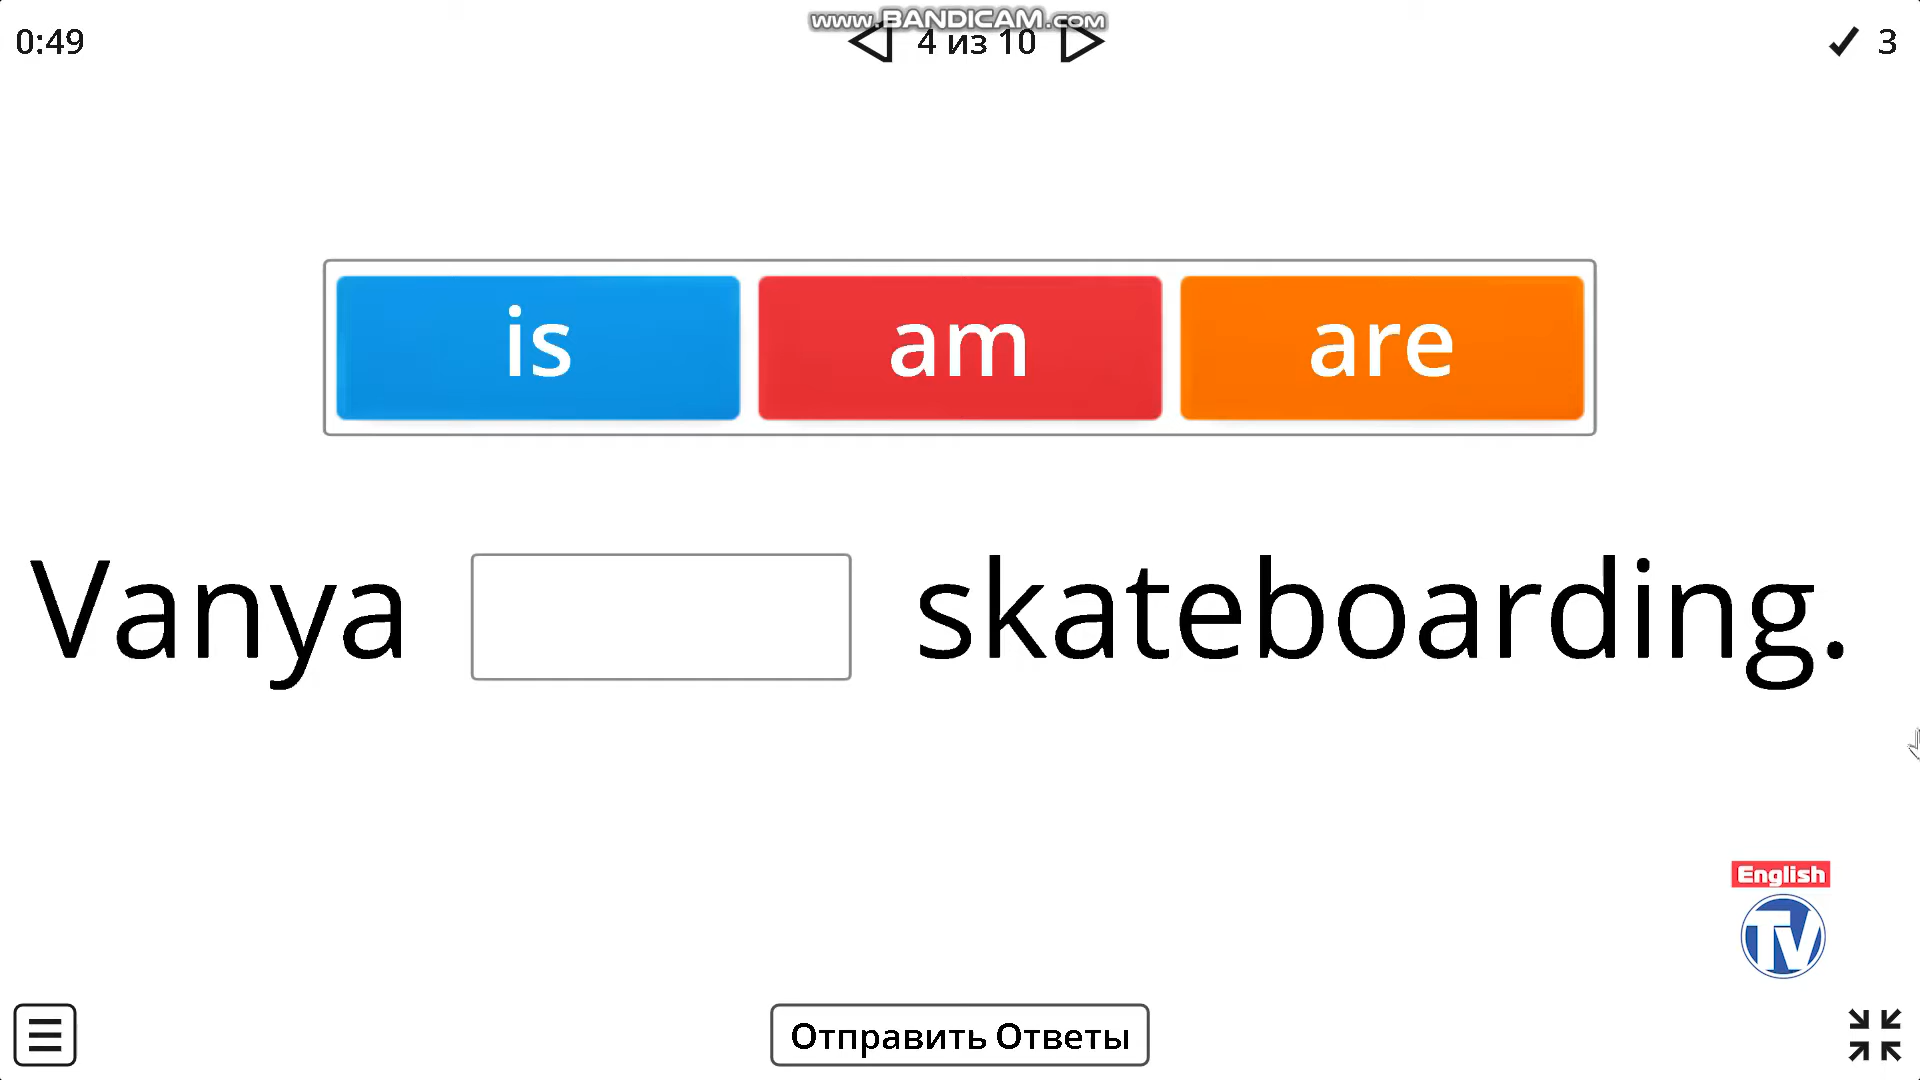 www.BANDICAM.com
0:49
4 из 10
3
is
am
are
Vanya skateboarding.
English
TV
Отправить Ответы